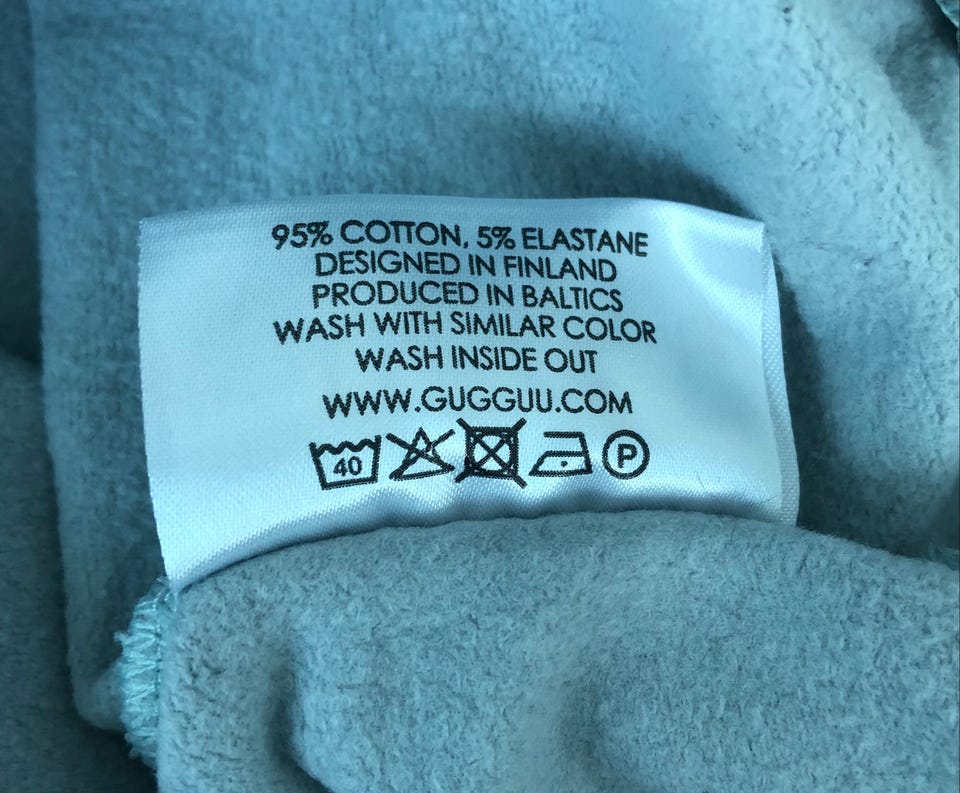 95% COTTON, 5% ELASTANE
DESIGNED IN FINLAND
PRODUCED IN BALTICS
WASH WITH SIMILAR COLOR
WASH INSIDE OUT
WWW.GUGGUU.COM
40 P